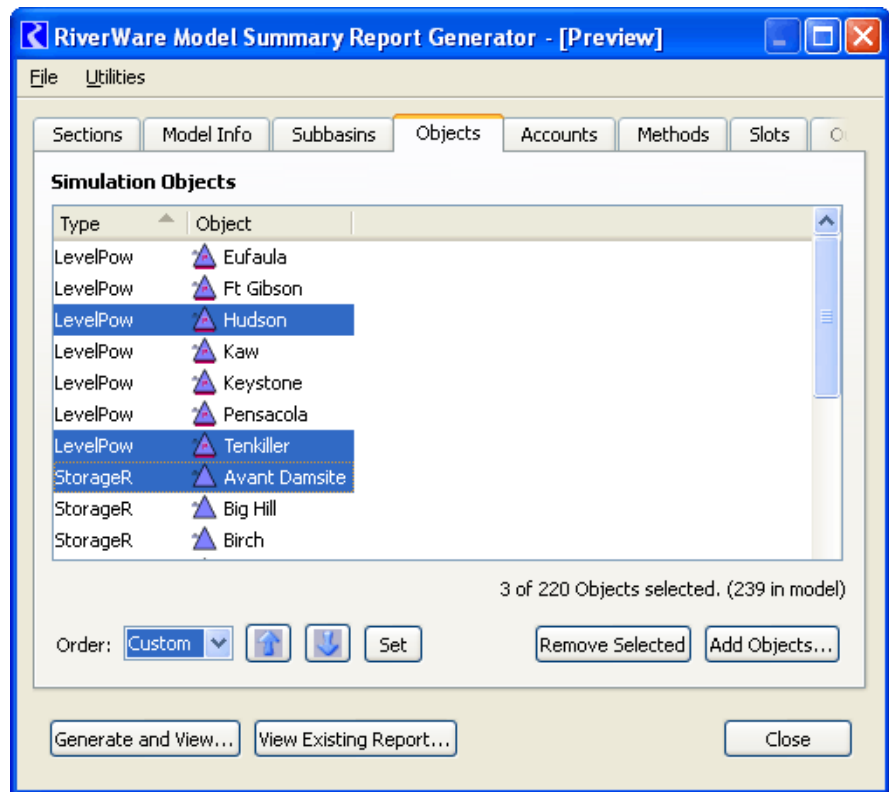 RiverWare Model Summary Report Generator - [Preview]
File Utilities
Sections Model Info Subbasins Objects Accounts Methods Slots
Simulation Objects
Type Object
LevelPow Eufaula
LevelPow Ft Gibson
LevelPow Hudson
LevelPow Kaw
LevelPow Keystone
LevelPow Pensacola
LevelPow Tenkiller
StorageR Avant Damsite
StorageR Big Hill
StorageR Birch
3 of 220 Objects selected. (239 in model)
Order: Custom Set Remove Selected Add Objects...
Generate and View... View Existing Report... Close